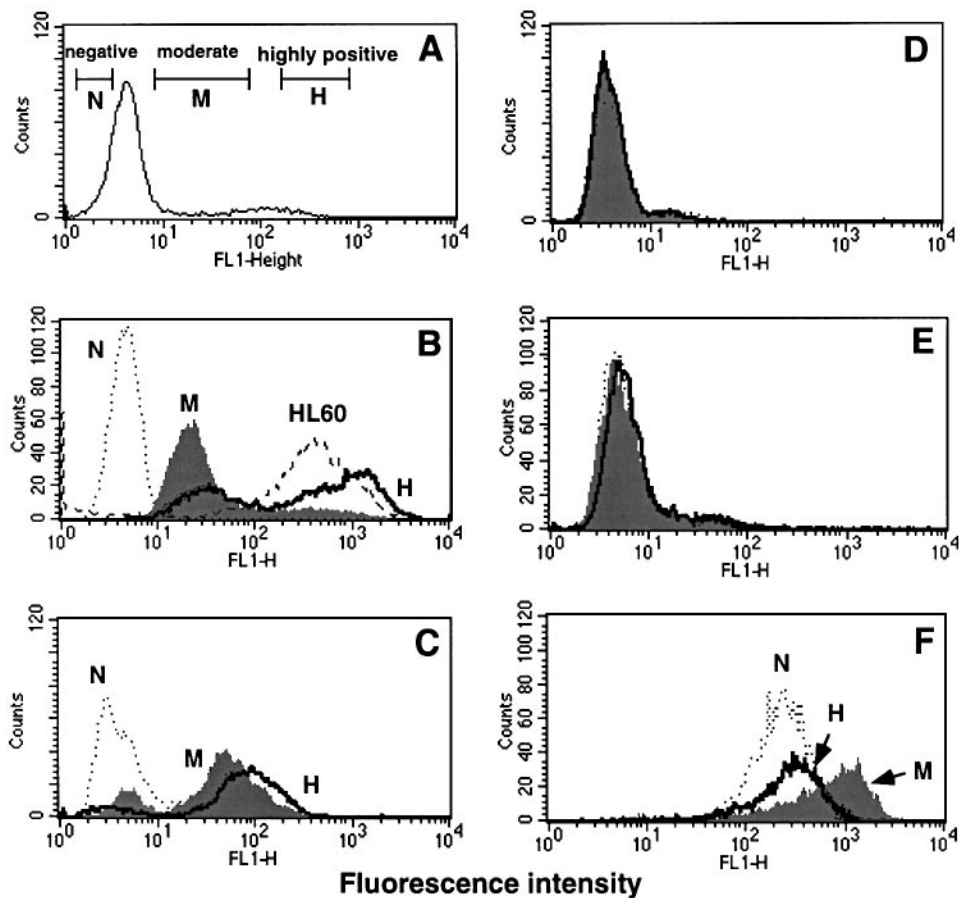 120
negative moderate highly positive A
N M H
Counts
0
10^0 10^1 10^2 10^3 10^4
FL1-Height
120
D
Counts
0
10^0 10^1 10^2 10^3 10^4
FL1-H
0 20 40 60 80 100 120
N M HL60 H B
Counts
10^0 10^1 10^2 10^3 10^4
FL1-H
0 20 40 60 80 100 120
E
Counts
10^0 10^1 10^2 10^3 10^4
FL1-H
120
N M H C
Counts
0
10^0 10^1 10^2 10^3 10^4
FL1-H
0 20 40 60 80 100 120
N H M F
Counts
10^0 10^1 10^2 10^3 10^4
FL1-H
Fluorescence intensity